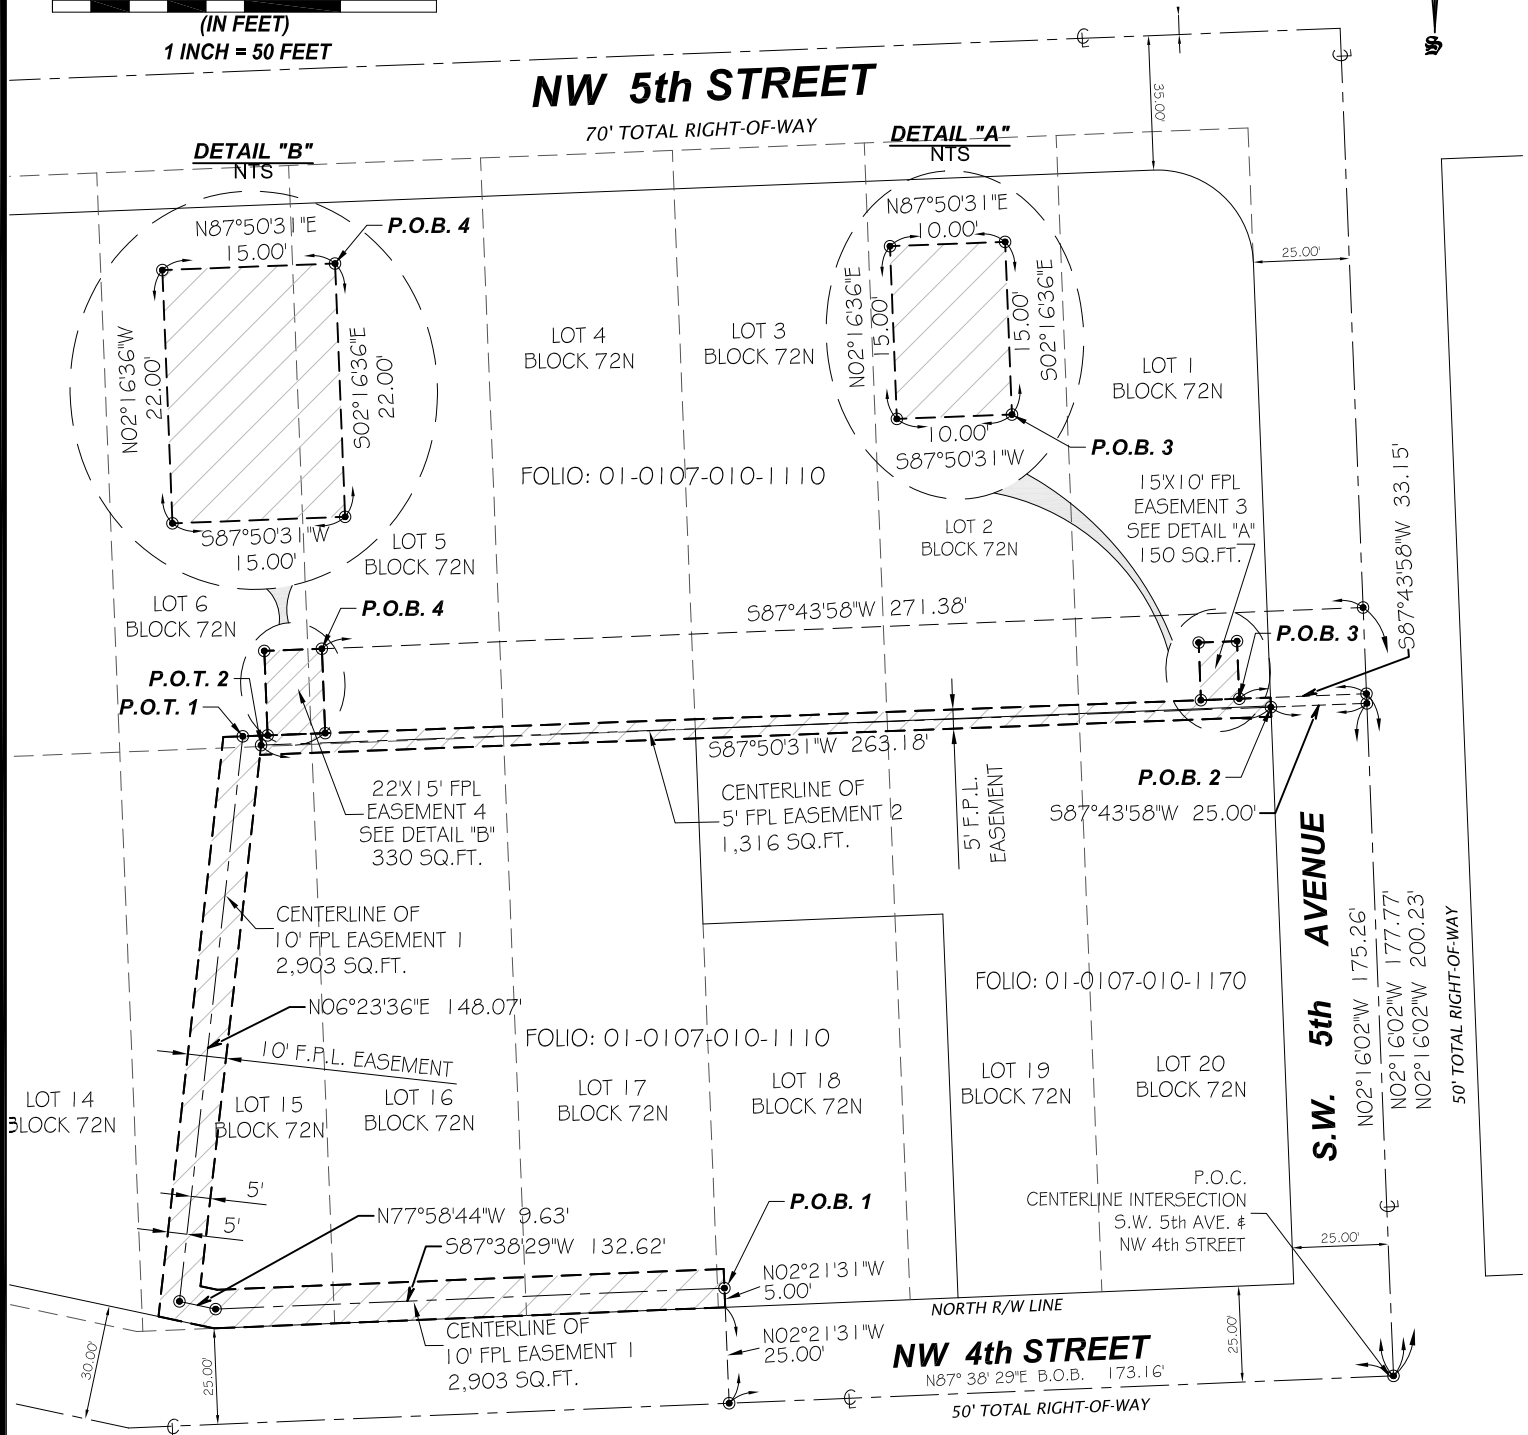 (IN FEET)
1 INCH = 50 FEET
S
NW 5th STREET
70' TOTAL RIGHT-OF-WAY
35.00'
DETAIL "B"
NTS
DETAIL "A"
NTS
N87°50'31"E
15.00'
P.O.B. 4
N02°16'36"W
22.00'
S02°16'36"E
22.00'
S87°50'31"W
15.00'
N87°50'31"E
10.00'
N02°16'36"E
15.00'
15.00'
S02°16'36"E
10.00'
S87°50'31"W
P.O.B. 3
25.00'
LOT 4
BLOCK 72N
LOT 3
BLOCK 72N
LOT 1
BLOCK 72N
FOLIO: 01-0107-010-1110
15'X10' FPL
EASEMENT 3
SEE DETAIL "A"
150 SQ.FT.
S87°43'58"W 33.15'
LOT 5
BLOCK 72N
LOT 2
BLOCK 72N
LOT 6
BLOCK 72N
P.O.B. 4
S87°43'58"W 271.38'
P.O.B. 3
P.O.T. 2
P.O.T. 1
S87°50'31"W 263.18'
P.O.B. 2
S87°43'58"W 25.00'
22'X15' FPL
EASEMENT 4
SEE DETAIL "B"
330 SQ.FT.
CENTERLINE OF
5' FPL EASEMENT 2
1,316 SQ.FT.
5' F.P.L.
EASEMENT
S.W. 5th AVENUE
N02°16'02"W 175.26'
N02°16'02"W 177.77'
N02°16'02"W 200.23'
50' TOTAL RIGHT-OF-WAY
CENTERLINE OF
10' FPL EASEMENT 1
2,903 SQ.FT.
N06°23'36"E 148.07'
10' F.P.L. EASEMENT
FOLIO: 01-0107-010-1110
FOLIO: 01-0107-010-1170
LOT 14
BLOCK 72N
LOT 15
BLOCK 72N
LOT 16
BLOCK 72N
LOT 17
BLOCK 72N
LOT 18
BLOCK 72N
LOT 19
BLOCK 72N
LOT 20
BLOCK 72N
5'
5'
N77°58'44"W 9.63'
S87°38'29"W 132.62'
P.O.B. 1
P.O.C.
CENTERLINE INTERSECTION
S.W. 5th AVE. &
NW 4th STREET
25.00'
N02°21'31"W
5.00'
NORTH R/W LINE
N02°21'31"W
25.00'
CENTERLINE OF
10' FPL EASEMENT 1
2,903 SQ.FT.
30.00'
25.00'
25.00'
NW 4th STREET
N87° 38' 29"E B.O.B. 173.16'
50' TOTAL RIGHT-OF-WAY